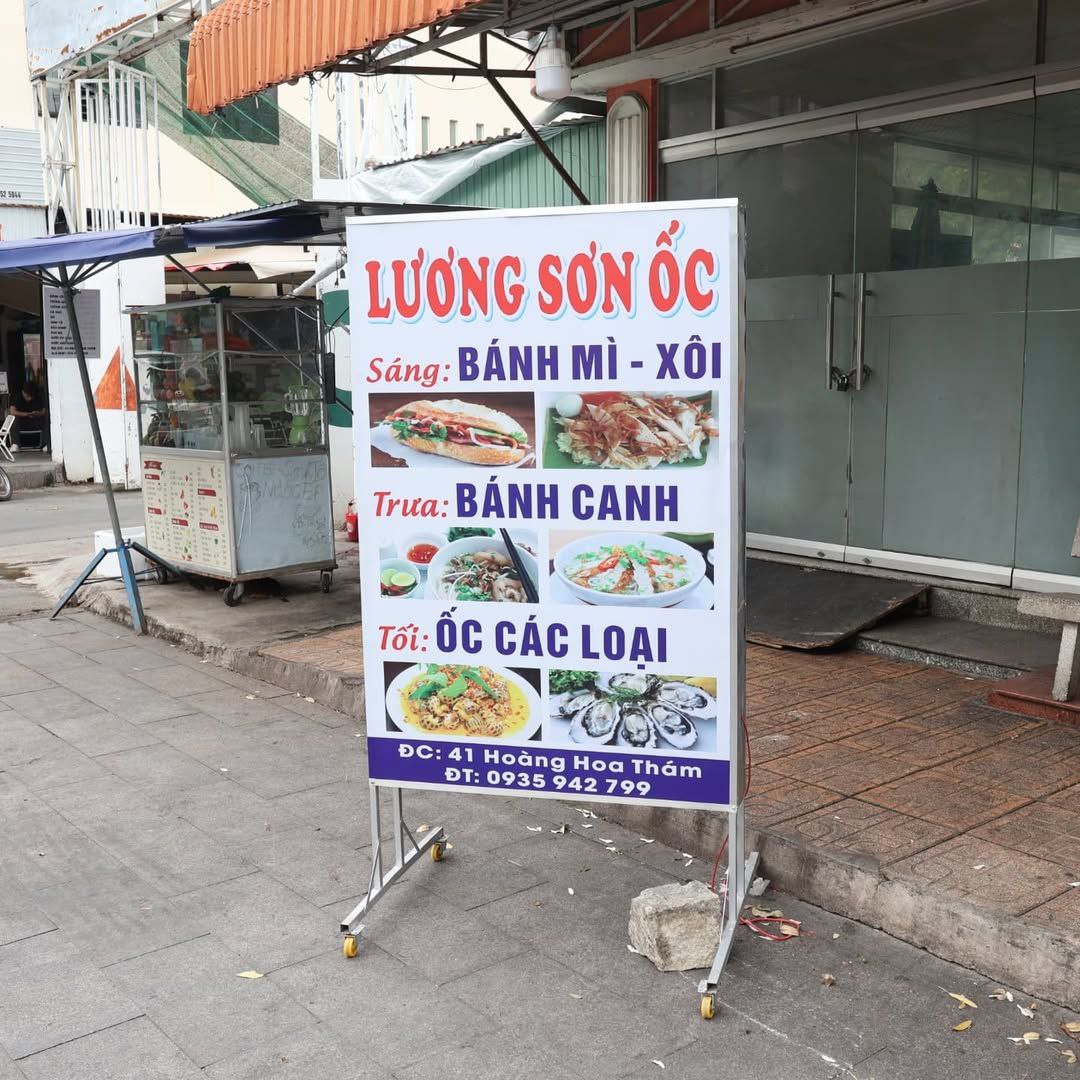 LƯƠNG SƠN ỐC
Sáng: BÁNH MÌ - XÔI
Trưa: BÁNH CANH
Tối: ỐC CÁC LOẠI
ĐC: 41 Hoàng Hoa Thám
ĐT: 0935 942 799